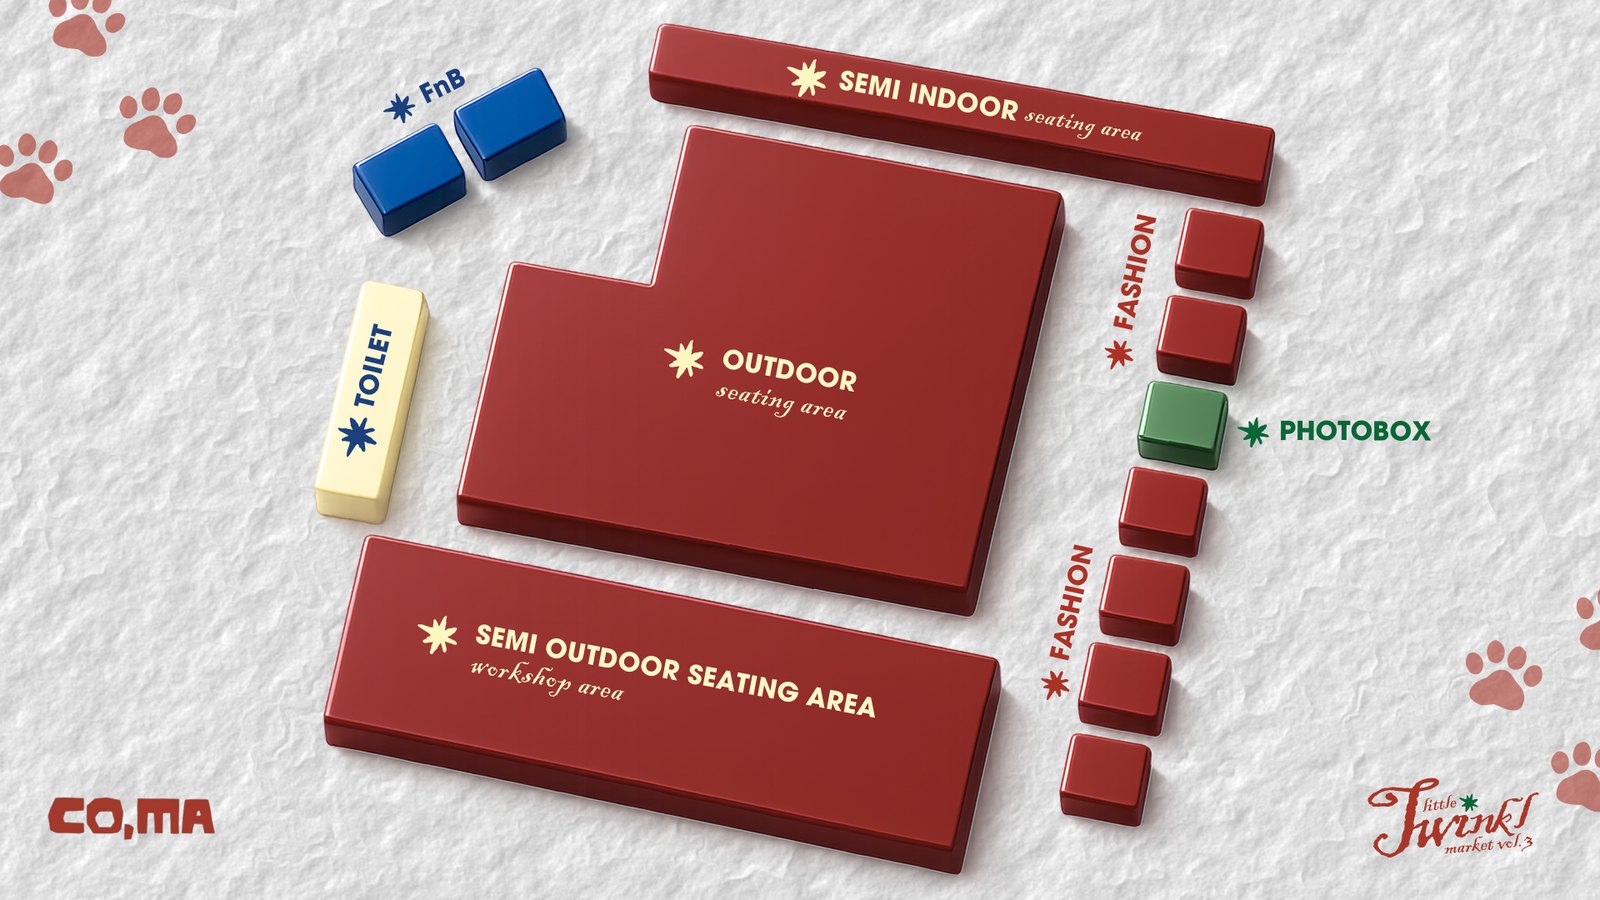 FnB
SEMI INDOOR seating area
FASHION
TOILET
OUTDOOR
seating area
PHOTOBOX
FASHION
SEMI OUTDOOR SEATING AREA
workshop area
CO,MA
little
Twinkl
market vol.3